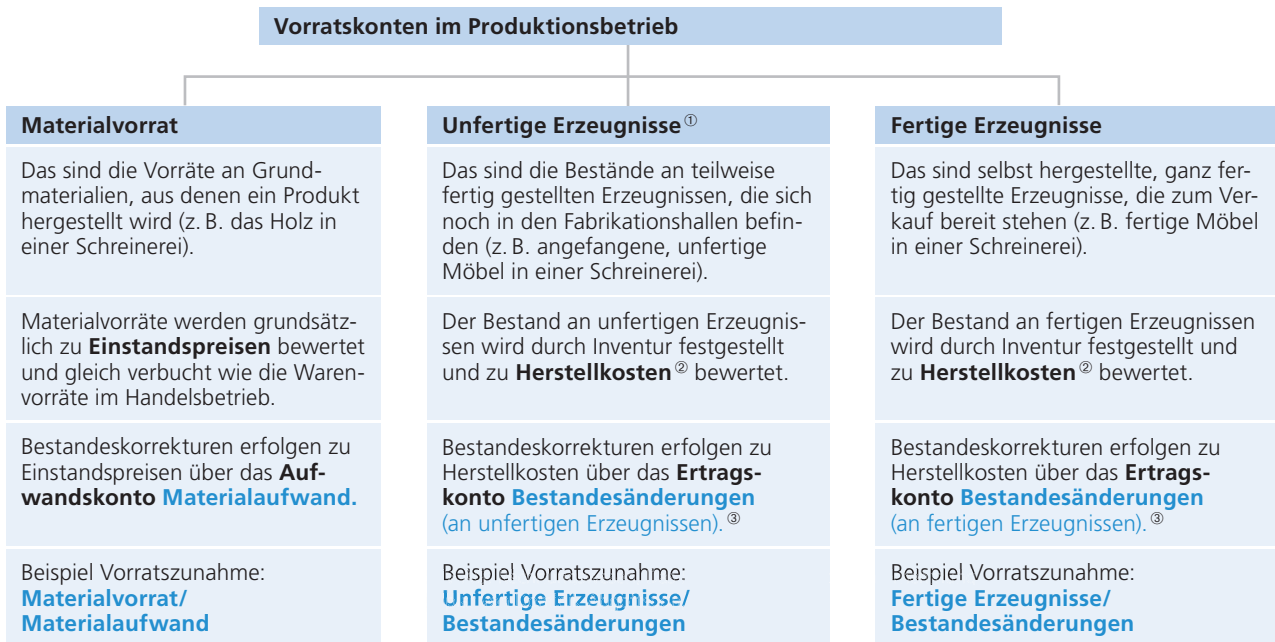 Vorratskonten im Produktionsbetrieb
Materialvorrat
Das sind die Vorräte an Grund-
materialien, aus denen ein Produkt
hergestellt wird (z. B. das Holz in
einer Schreinerei).
Materialvorräte werden grundsätz-
lich zu Einstandspreisen bewertet
und gleich verbucht wie die Waren-
vorräte im Handelsbetrieb.
Bestandeskorrekturen erfolgen zu
Einstandspreisen über das Auf-
wandskonto Materialaufwand.
Beispiel Vorratszunahme:
Materialvorrat/
Materialaufwand
Unfertige Erzeugnisse①
Das sind die Bestände an teilweise
fertig gestellten Erzeugnissen, die sich
noch in den Fabrikationshallen befin-
den (z. B. angefangene, unfertige
Möbel in einer Schreinerei).
Der Bestand an unfertigen Erzeugnis-
sen wird durch Inventur festgestellt
und zu Herstellkosten② bewertet.
Bestandeskorrekturen erfolgen zu
Herstellkosten über das Ertrags-
konto Bestandesänderungen
(an unfertigen Erzeugnissen).③
Beispiel Vorratszunahme:
Unfertige Erzeugnisse/
Bestandesänderungen
Fertige Erzeugnisse
Das sind selbst hergestellte, ganz fer-
tig gestellte Erzeugnisse, die zum Ver-
kauf bereit stehen (z. B. fertige Möbel
in einer Schreinerei).
Der Bestand an fertigen Erzeugnissen
wird durch Inventur festgestellt und
zu Herstellkosten② bewertet.
Bestandeskorrekturen erfolgen zu
Herstellkosten über das Ertrags-
konto Bestandesänderungen
(an fertigen Erzeugnissen).③
Beispiel Vorratszunahme:
Fertige Erzeugnisse/
Bestandesänderungen